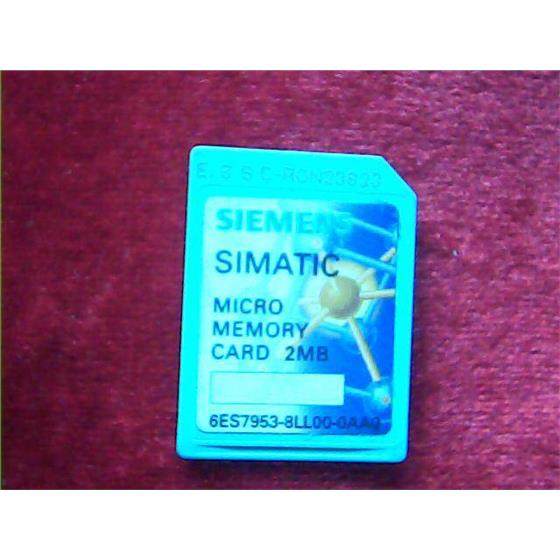 SIEMENS
SIMATIC
MICRO
MEMORY
CARD 2MB
6ES7953-8LL00-0AA0